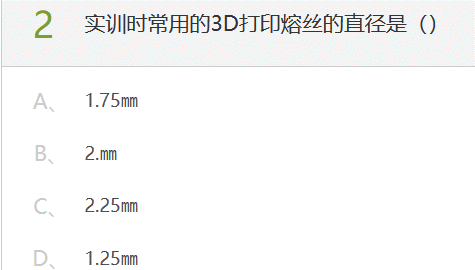 2 实训时常用的3D打印熔丝的直径是（）
A、 1.75㎜
B、 2.㎜
C、 2.25㎜
D、 1.25㎜